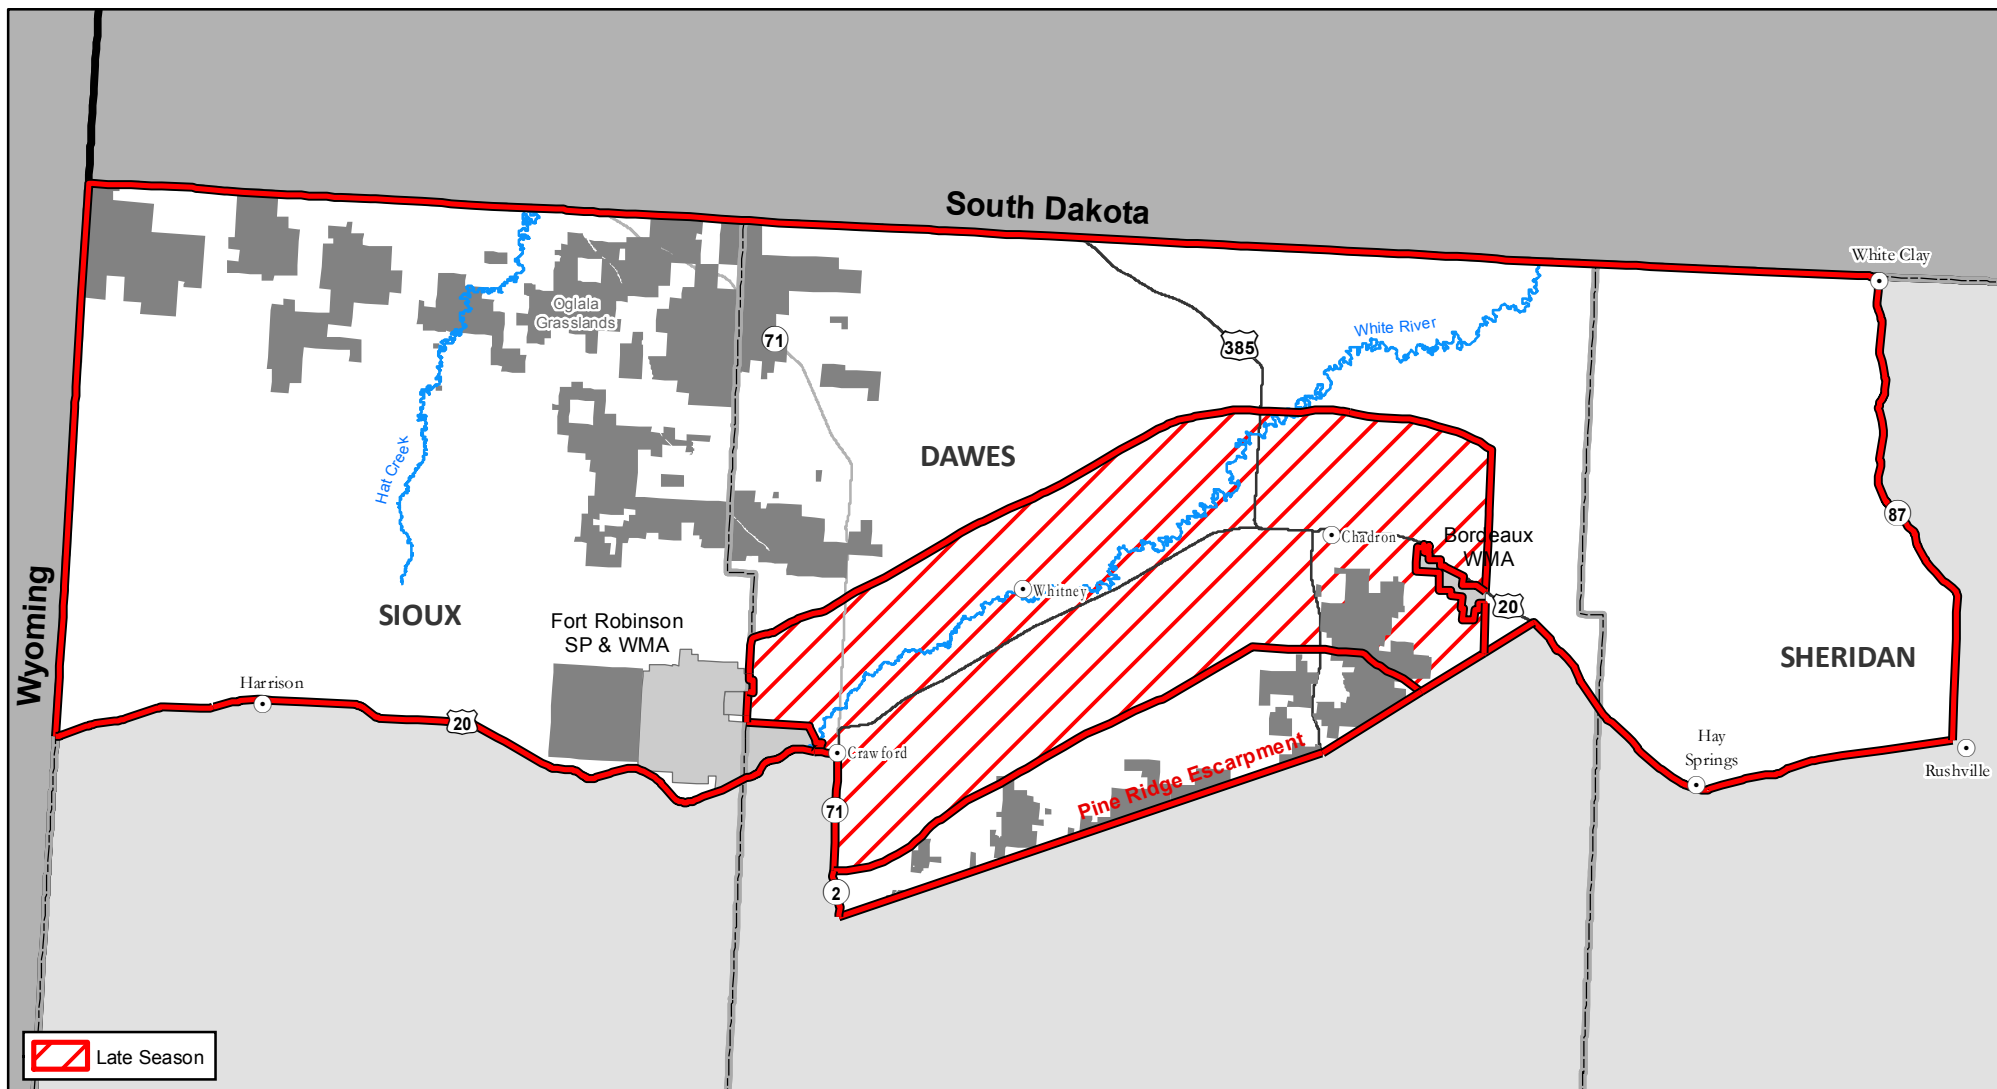 South Dakota
White Clay
Oglala
Grasslands
White River
71
385
DAWES
Hat Creek
87
Chadron
Bordeaux
WMA
Whitney
20
Wyoming
SIOUX
Fort Robinson
SP & WMA
SHERIDAN
Harrison
20
Crawford
Hay
Springs
Rushville
Pine Ridge Escarpment
71
2
Late Season